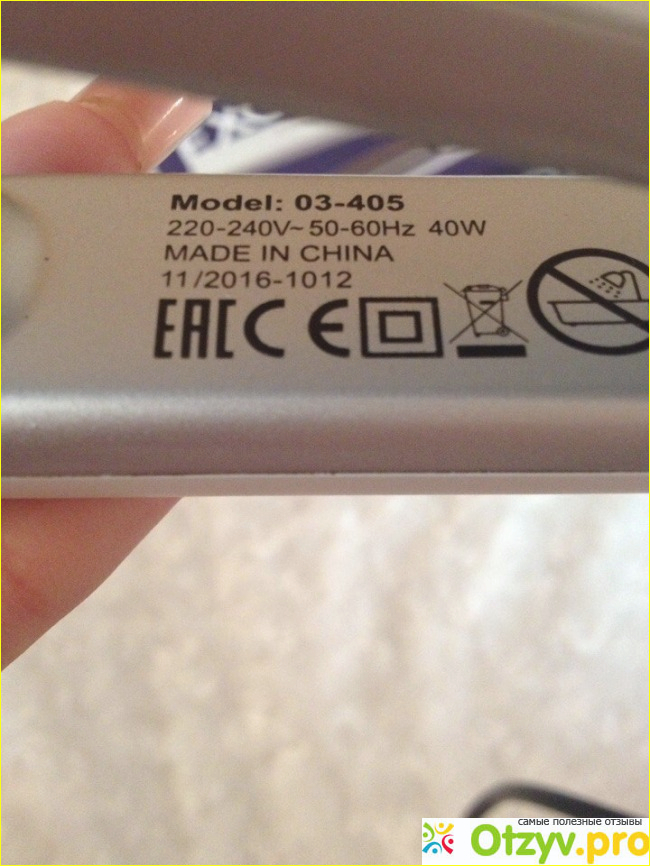 Model: 03-405
220-240V~ 50-60Hz 40W
MADE IN CHINA
11/2016-1012
EAC CE
самые полезные отзывы
Otzyv.pro